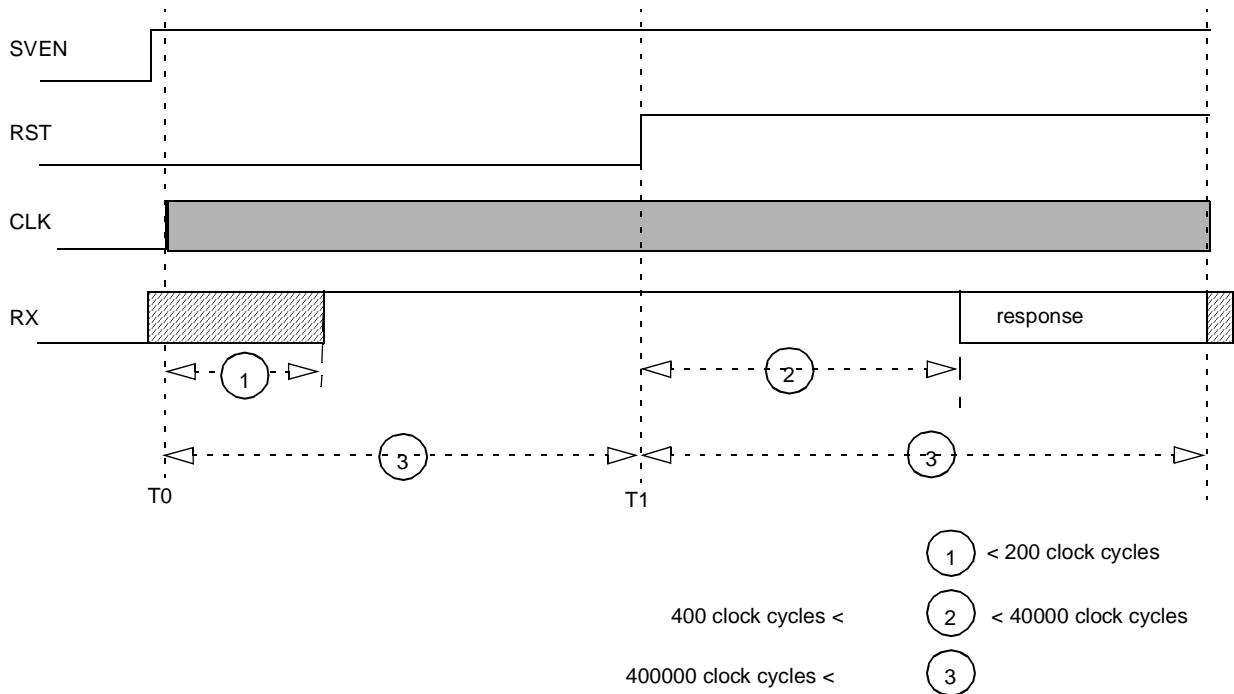 SVEN
RST
CLK
RX
response
1
2
3
3
T0
T1
1 < 200 clock cycles
400 clock cycles < 2 < 40000 clock cycles
400000 clock cycles < 3